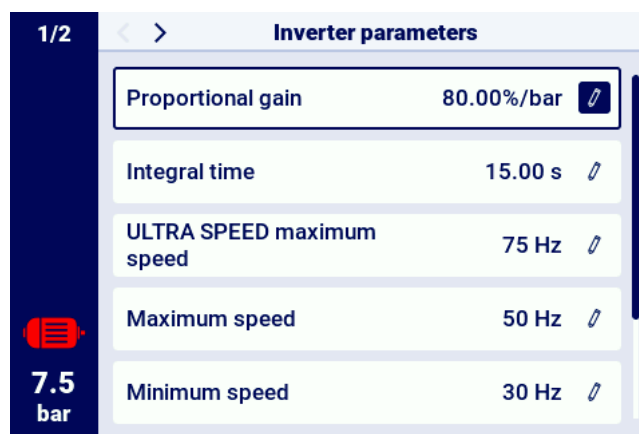 1/2
Inverter parameters
Proportional gain 80.00%/bar
Integral time 15.00 s
ULTRA SPEED maximum
speed 75 Hz
Maximum speed 50 Hz
Minimum speed 30 Hz
7.5
bar